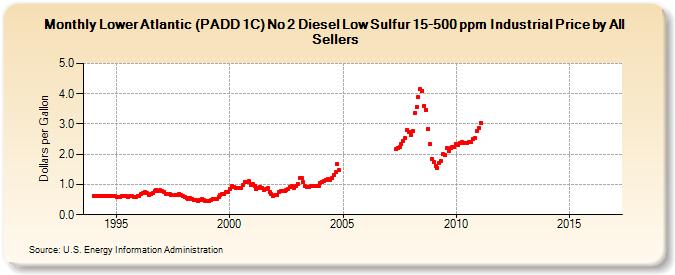 Monthly Lower Atlantic (PADD 1C) No 2 Diesel Low Sulfur 15-500 ppm Industrial Price by All
Sellers
Dollars per Gallon
5.0
4.0
3.0
2.0
1.0
0.0
1995
2000
2005
2010
2015
Source: U.S. Energy Information Administration